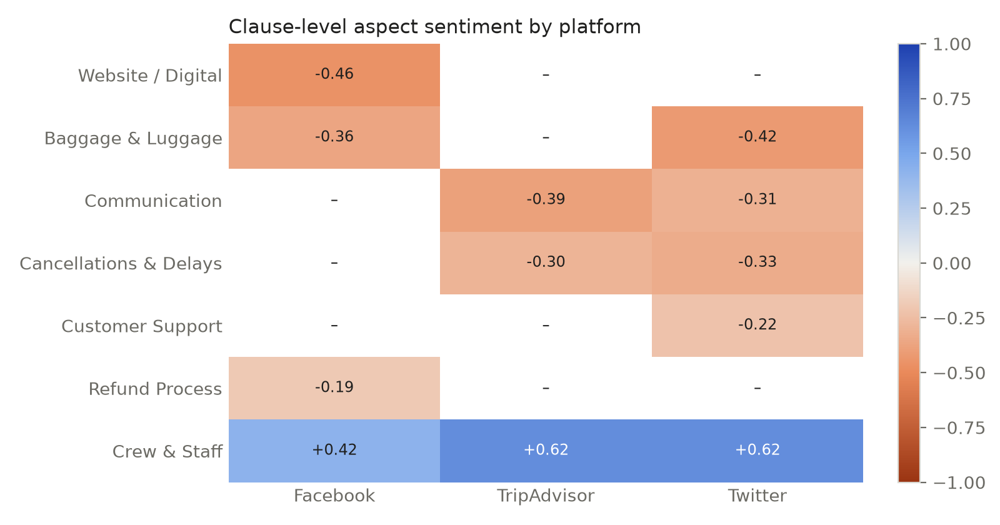 Clause-level aspect sentiment by platform
Website / Digital -0.46 – –
Baggage & Luggage -0.36 – -0.42
Communication – -0.39 -0.31
Cancellations & Delays – -0.30 -0.33
Customer Support – – -0.22
Refund Process -0.19 – –
Crew & Staff +0.42 +0.62 +0.62
Facebook TripAdvisor Twitter
1.00
0.75
0.50
0.25
0.00
−0.25
−0.50
−0.75
−1.00